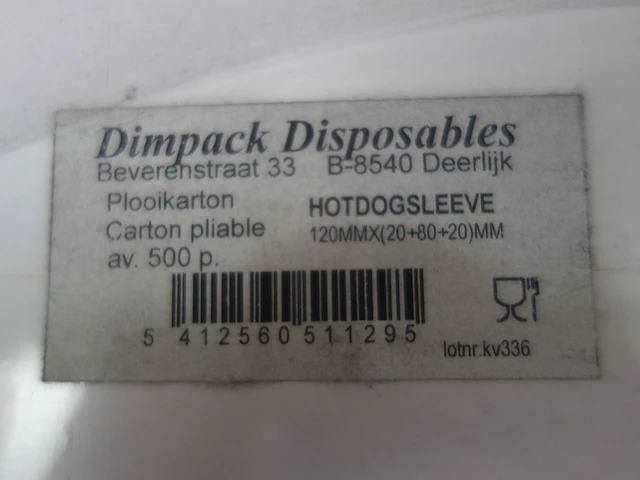 Dimpack Disposables
Beverenstraat 33 B-8540 Deerlijk
Plooikarton
Carton pliable
av. 500 p.
HOTDOGSLEEVE
120MMX(20+80+20)MM
5 412560 511295
lotnr.kv336